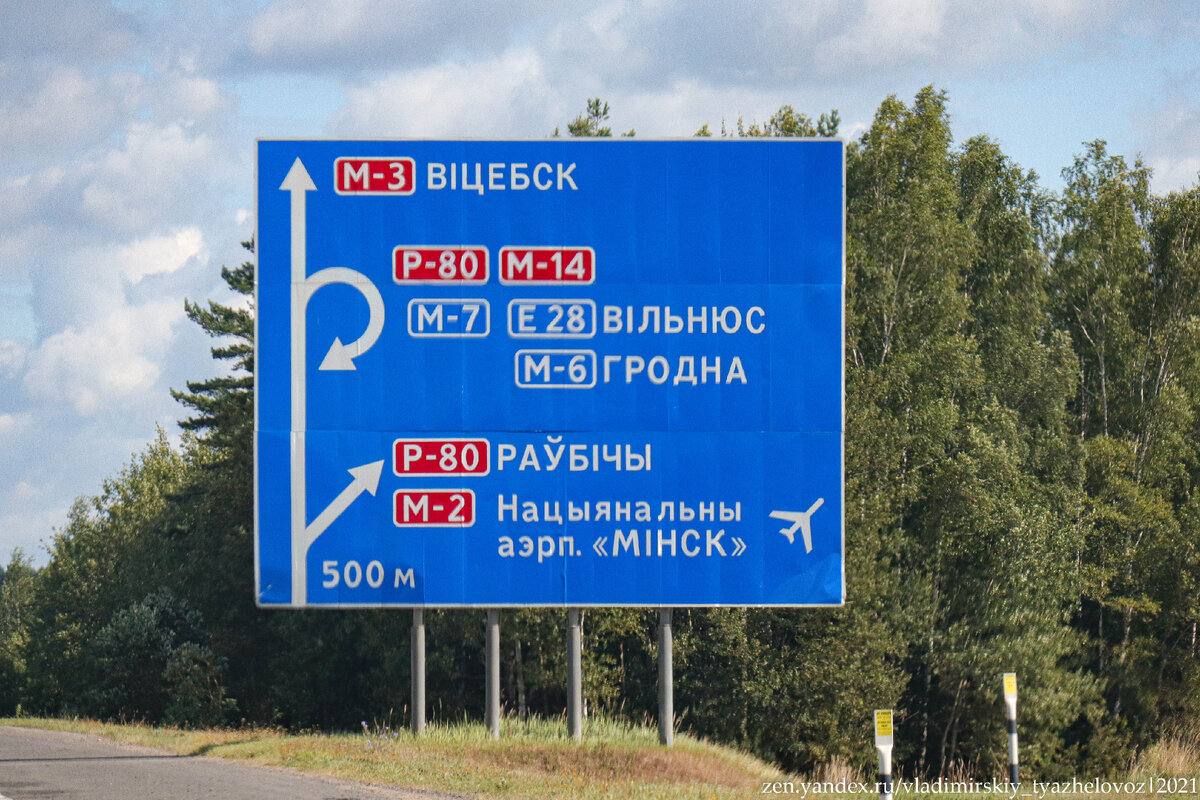 М-3 ВІЦЕБСК
Р-80 М-14
М-7 E 28 ВІЛЬНЮС
М-6 ГРОДНА
Р-80 РАЎБІЧЫ
М-2 Нацыянальны
аэрп. «МІНСК»
500 м
zen.yandex.ru/vladimirskiy_tyazhelovoz|2021